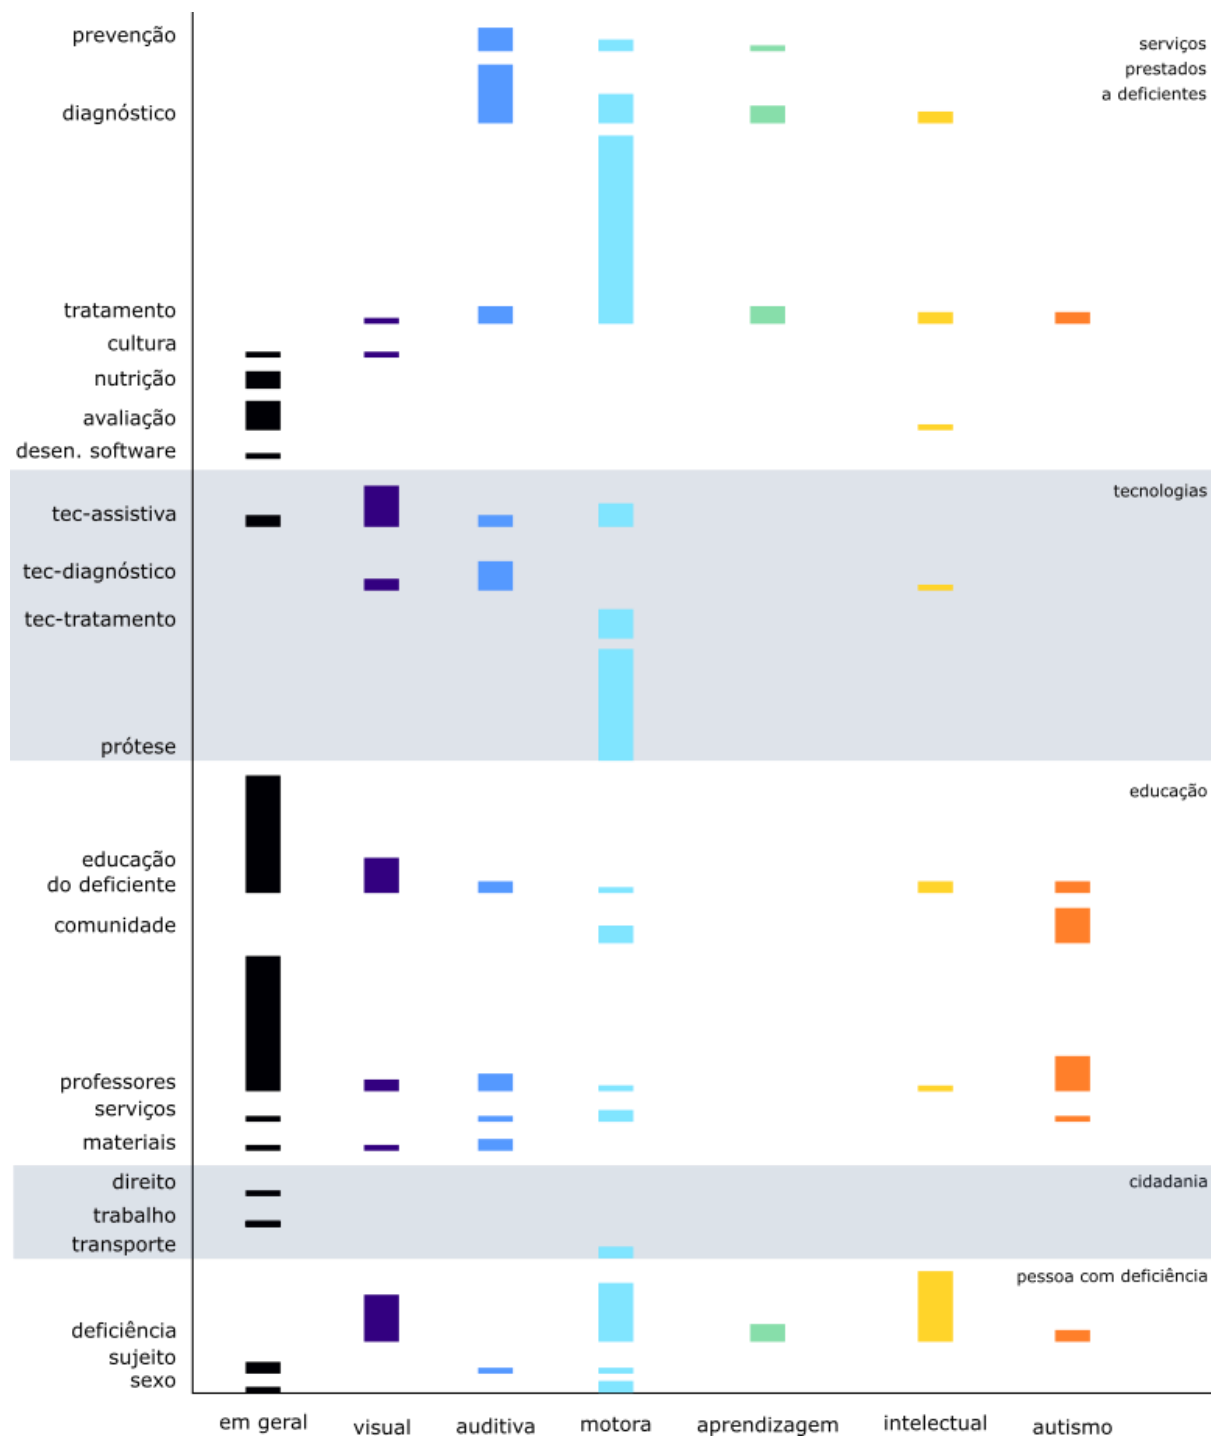 prevenção
serviços
prestados
a deficientes
diagnóstico
tratamento
cultura
nutrição
avaliação
desen. software
tecnologias
tec-assistiva
tec-diagnóstico
tec-tratamento
prótese
educação
educação
do deficiente
comunidade
professores
serviços
materiais
direito
cidadania
trabalho
transporte
pessoa com deficiência
deficiência
sujeito
sexo
em geral
visual
auditiva
motora
aprendizagem
intelectual
autismo